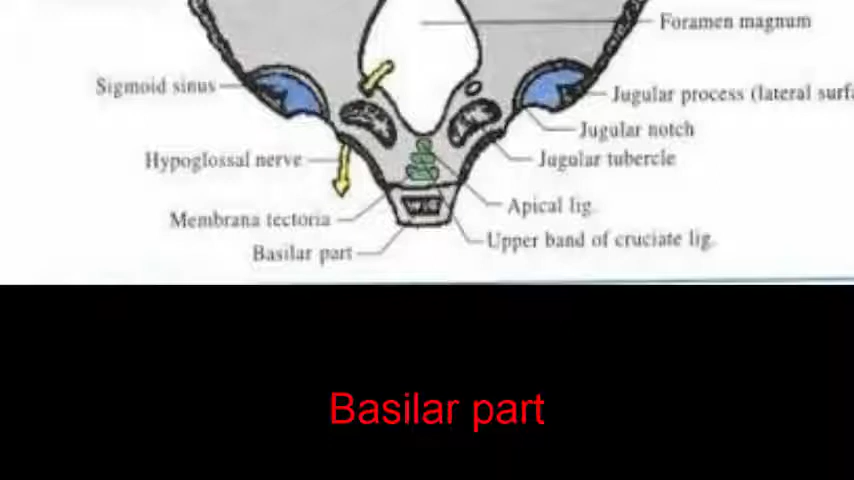 Foramen magnum
Sigmoid sinus
Jugular process (lateral surfa
Jugular notch
Hypoglossal nerve
Jugular tubercle
Apical lig.
Membrana tectoria
Upper band of cruciate lig.
Basilar part
Basilar part